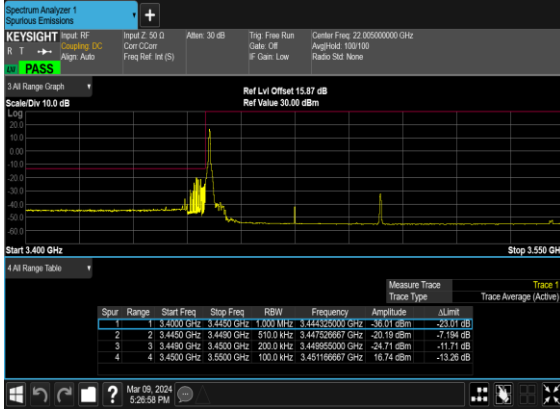 Spectrum Analyzer 1
Spurious Emissions
+
KEYSIGHT Input: RF Input Z: 50 Ω Atten: 30 dB Trig: Free Run Center Freq: 22.005000000 GHz
R T Coupling: DC Corr CCorr Gate: Off Avg|Hold: 100/100
Align: Auto Freq Ref: Int (S) IF Gain: Low Radio Std: None
PASS
3 All Range Graph
Ref Lvl Offset 15.87 dB
Scale/Div 10.0 dB Ref Value 30.00 dBm
Log
20.0
10.0
0.00
-10.0
-20.0
-30.0
-40.0
-50.0
-60.0
Start 3.400 GHz Stop 3.550 GH
4 All Range Table
Measure Trace Trace 1
Trace Type Trace Average (Active)
Spur Range Start Freq Stop Freq RBW Frequency Amplitude ΔLimit
1 1 3.4000 GHz 3.4450 GHz 1.000 MHz 3.444325000 GHz -36.01 dBm -23.01 dB
2 2 3.4450 GHz 3.4490 GHz 510.0 kHz 3.447526667 GHz -20.19 dBm -7.194 dB
3 3 3.4490 GHz 3.4500 GHz 200.0 kHz 3.449955000 GHz -24.71 dBm -11.71 dB
4 4 3.4500 GHz 3.5500 GHz 100.0 kHz 3.451166667 GHz 16.74 dBm -13.26 dB
? Mar 09, 2024
5:26:58 PM